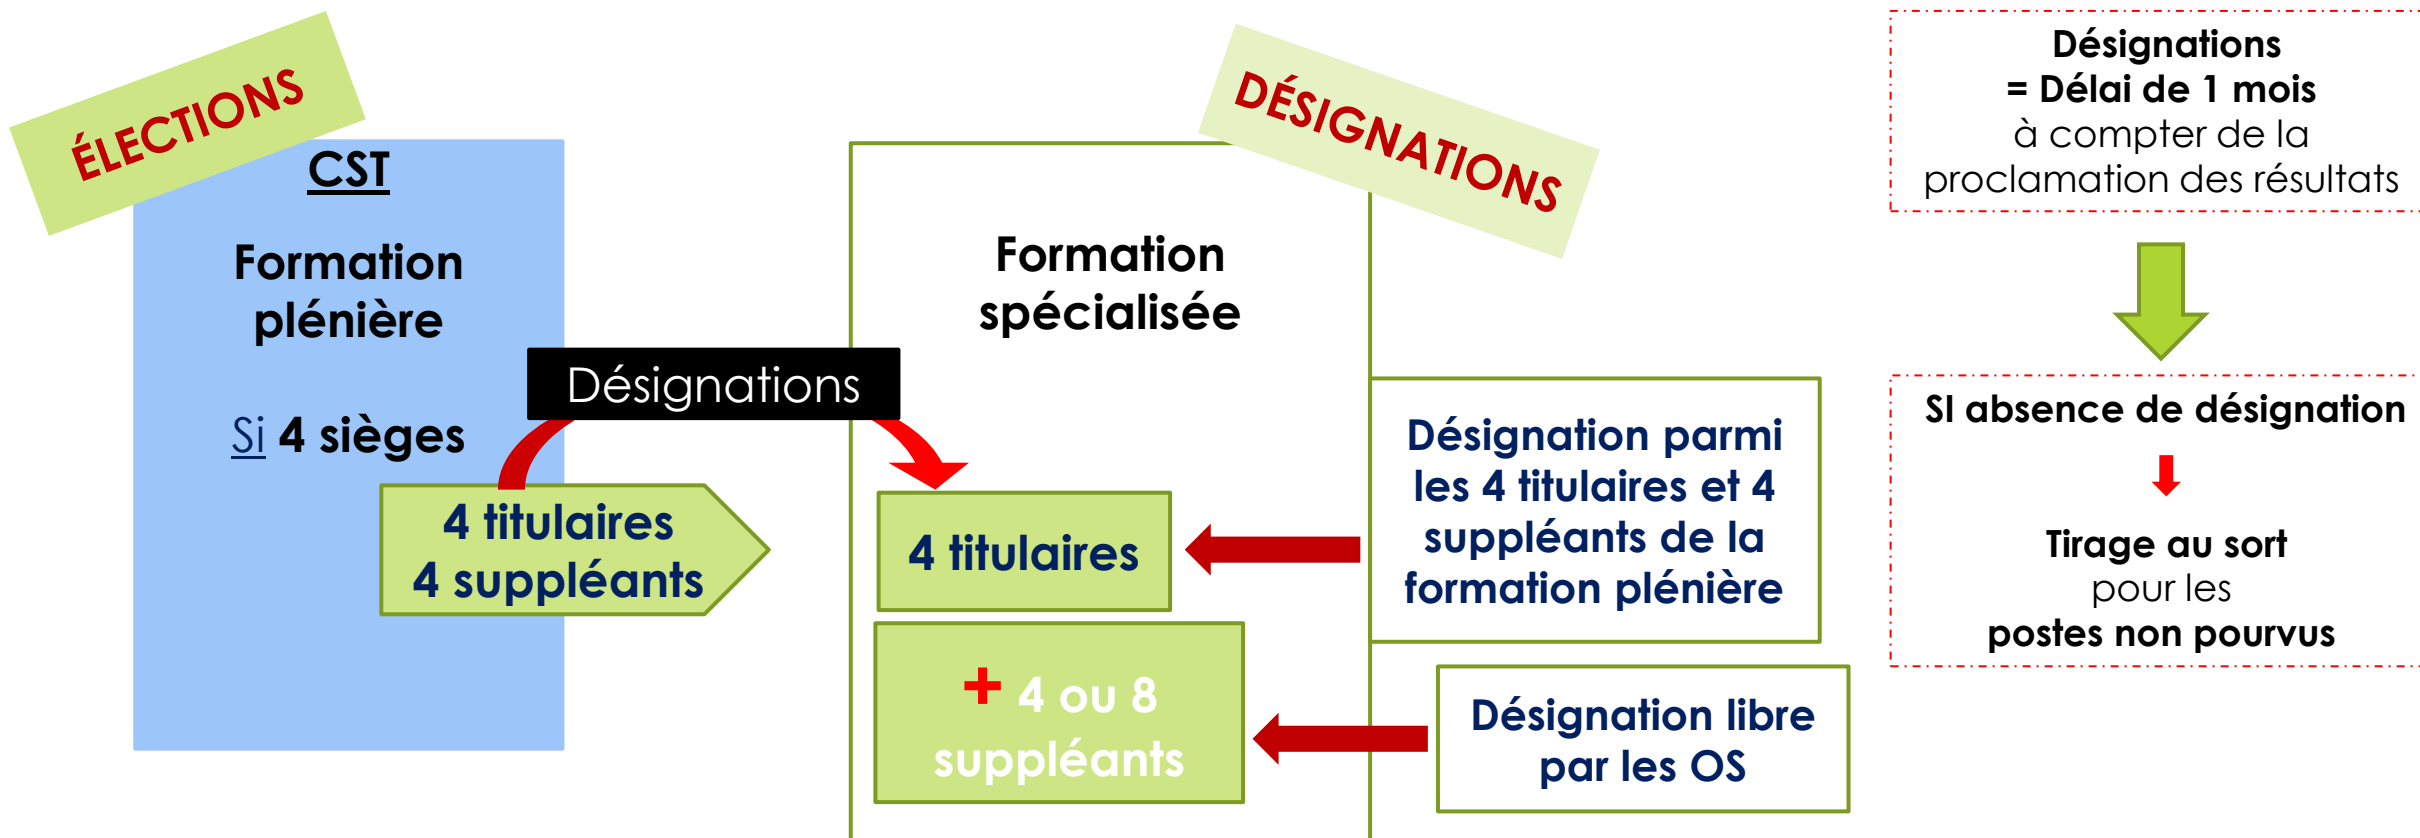 ÉLECTIONS
CST
Formation
plénière
Si 4 sièges
4 titulaires
4 suppléants
Désignations
DÉSIGNATIONS
Formation
spécialisée
4 titulaires
+ 4 ou 8
suppléants
Désignation parmi
les 4 titulaires et 4
suppléants de la
formation plénière
Désignation libre
par les OS
Désignations
= Délai de 1 mois
à compter de la
proclamation des résultats
SI absence de désignation
Tirage au sort
pour les
postes non pourvus